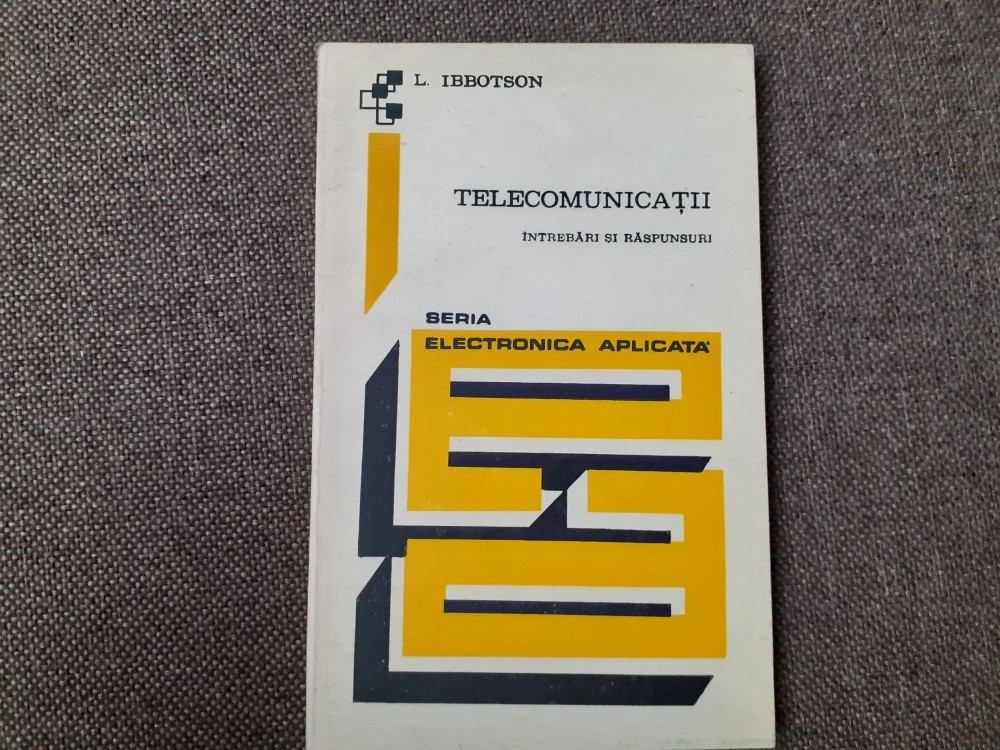 L. IBBOTSON
TELECOMUNICAȚII
ÎNTREBĂRI ȘI RĂSPUNSURI
SERIA
ELECTRONICA APLICATĂ